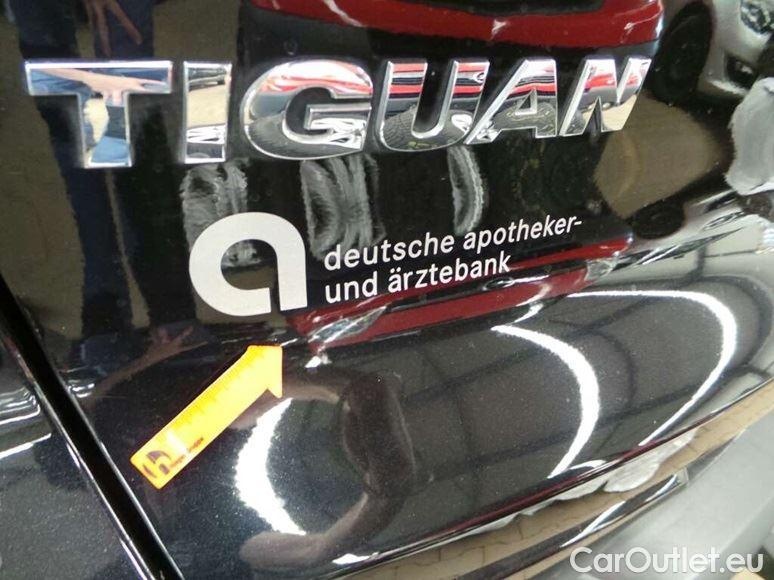 TIGUAN
deutsche apotheker-
und ärztebank
CarOutlet.eu